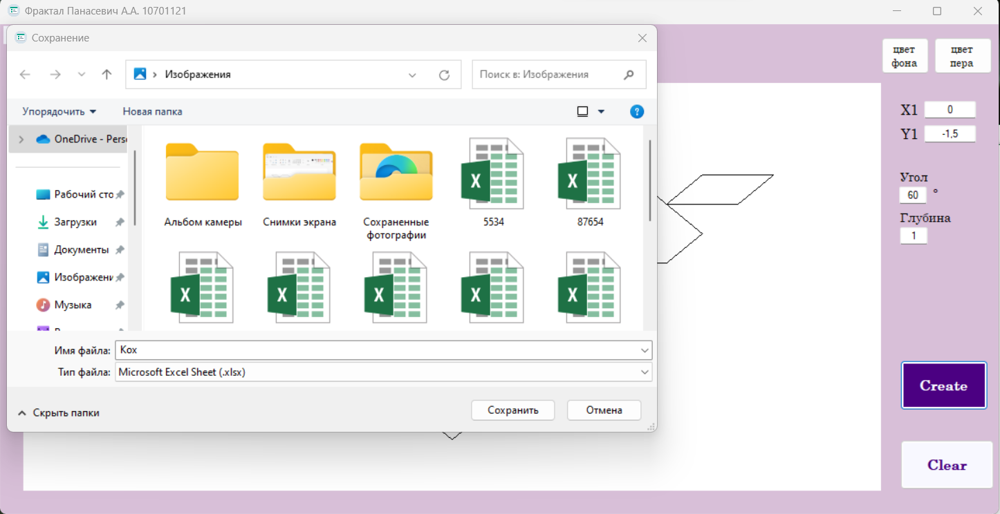 Фрактал Панасевич А.А. 10701121
Сохранение
Изображения
Поиск в: Изображения
Упорядочить
Новая папка
OneDrive - Perso
Рабочий сто
Загрузки
Документы
Изображени
Музыка
Альбом камеры
Снимки экрана
Сохраненные
фотографии
5534
87654
X
X
X
X
X
X
X
Имя файла:
Кох
Тип файла:
Microsoft Excel Sheet (.xlsx)
Скрыть папки
Сохранить
Отмена
цвет
фона
цвет
пера
X1
0
Y1
-1,5
Угол
60 °
Глубина
1
Create
Clear